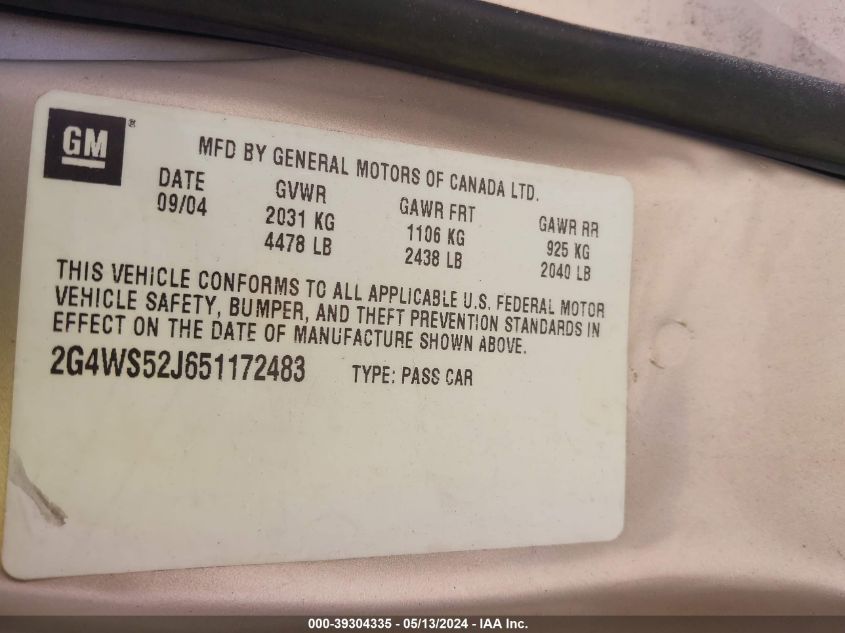 GM ®
MFD BY GENERAL MOTORS OF CANADA LTD.
DATE GVWR GAWR FRT GAWR RR
09/04 2031 KG 1106 KG 925 KG
4478 LB 2438 LB 2040 LB
THIS VEHICLE CONFORMS TO ALL APPLICABLE U.S. FEDERAL MOTOR
VEHICLE SAFETY, BUMPER, AND THEFT PREVENTION STANDARDS IN
EFFECT ON THE DATE OF MANUFACTURE SHOWN ABOVE.
2G4WS52J651172483 TYPE: PASS CAR
000-39304335 - 05/13/2024 - IAA Inc.